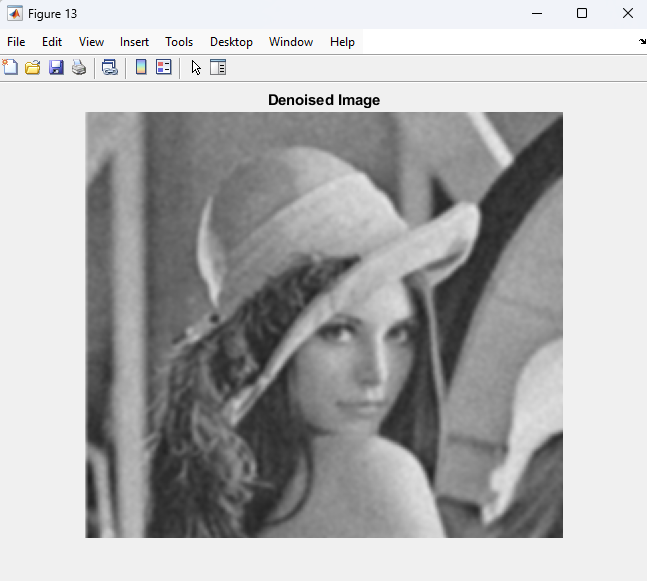 Figure 13
File Edit View Insert Tools Desktop Window Help
Denoised Image